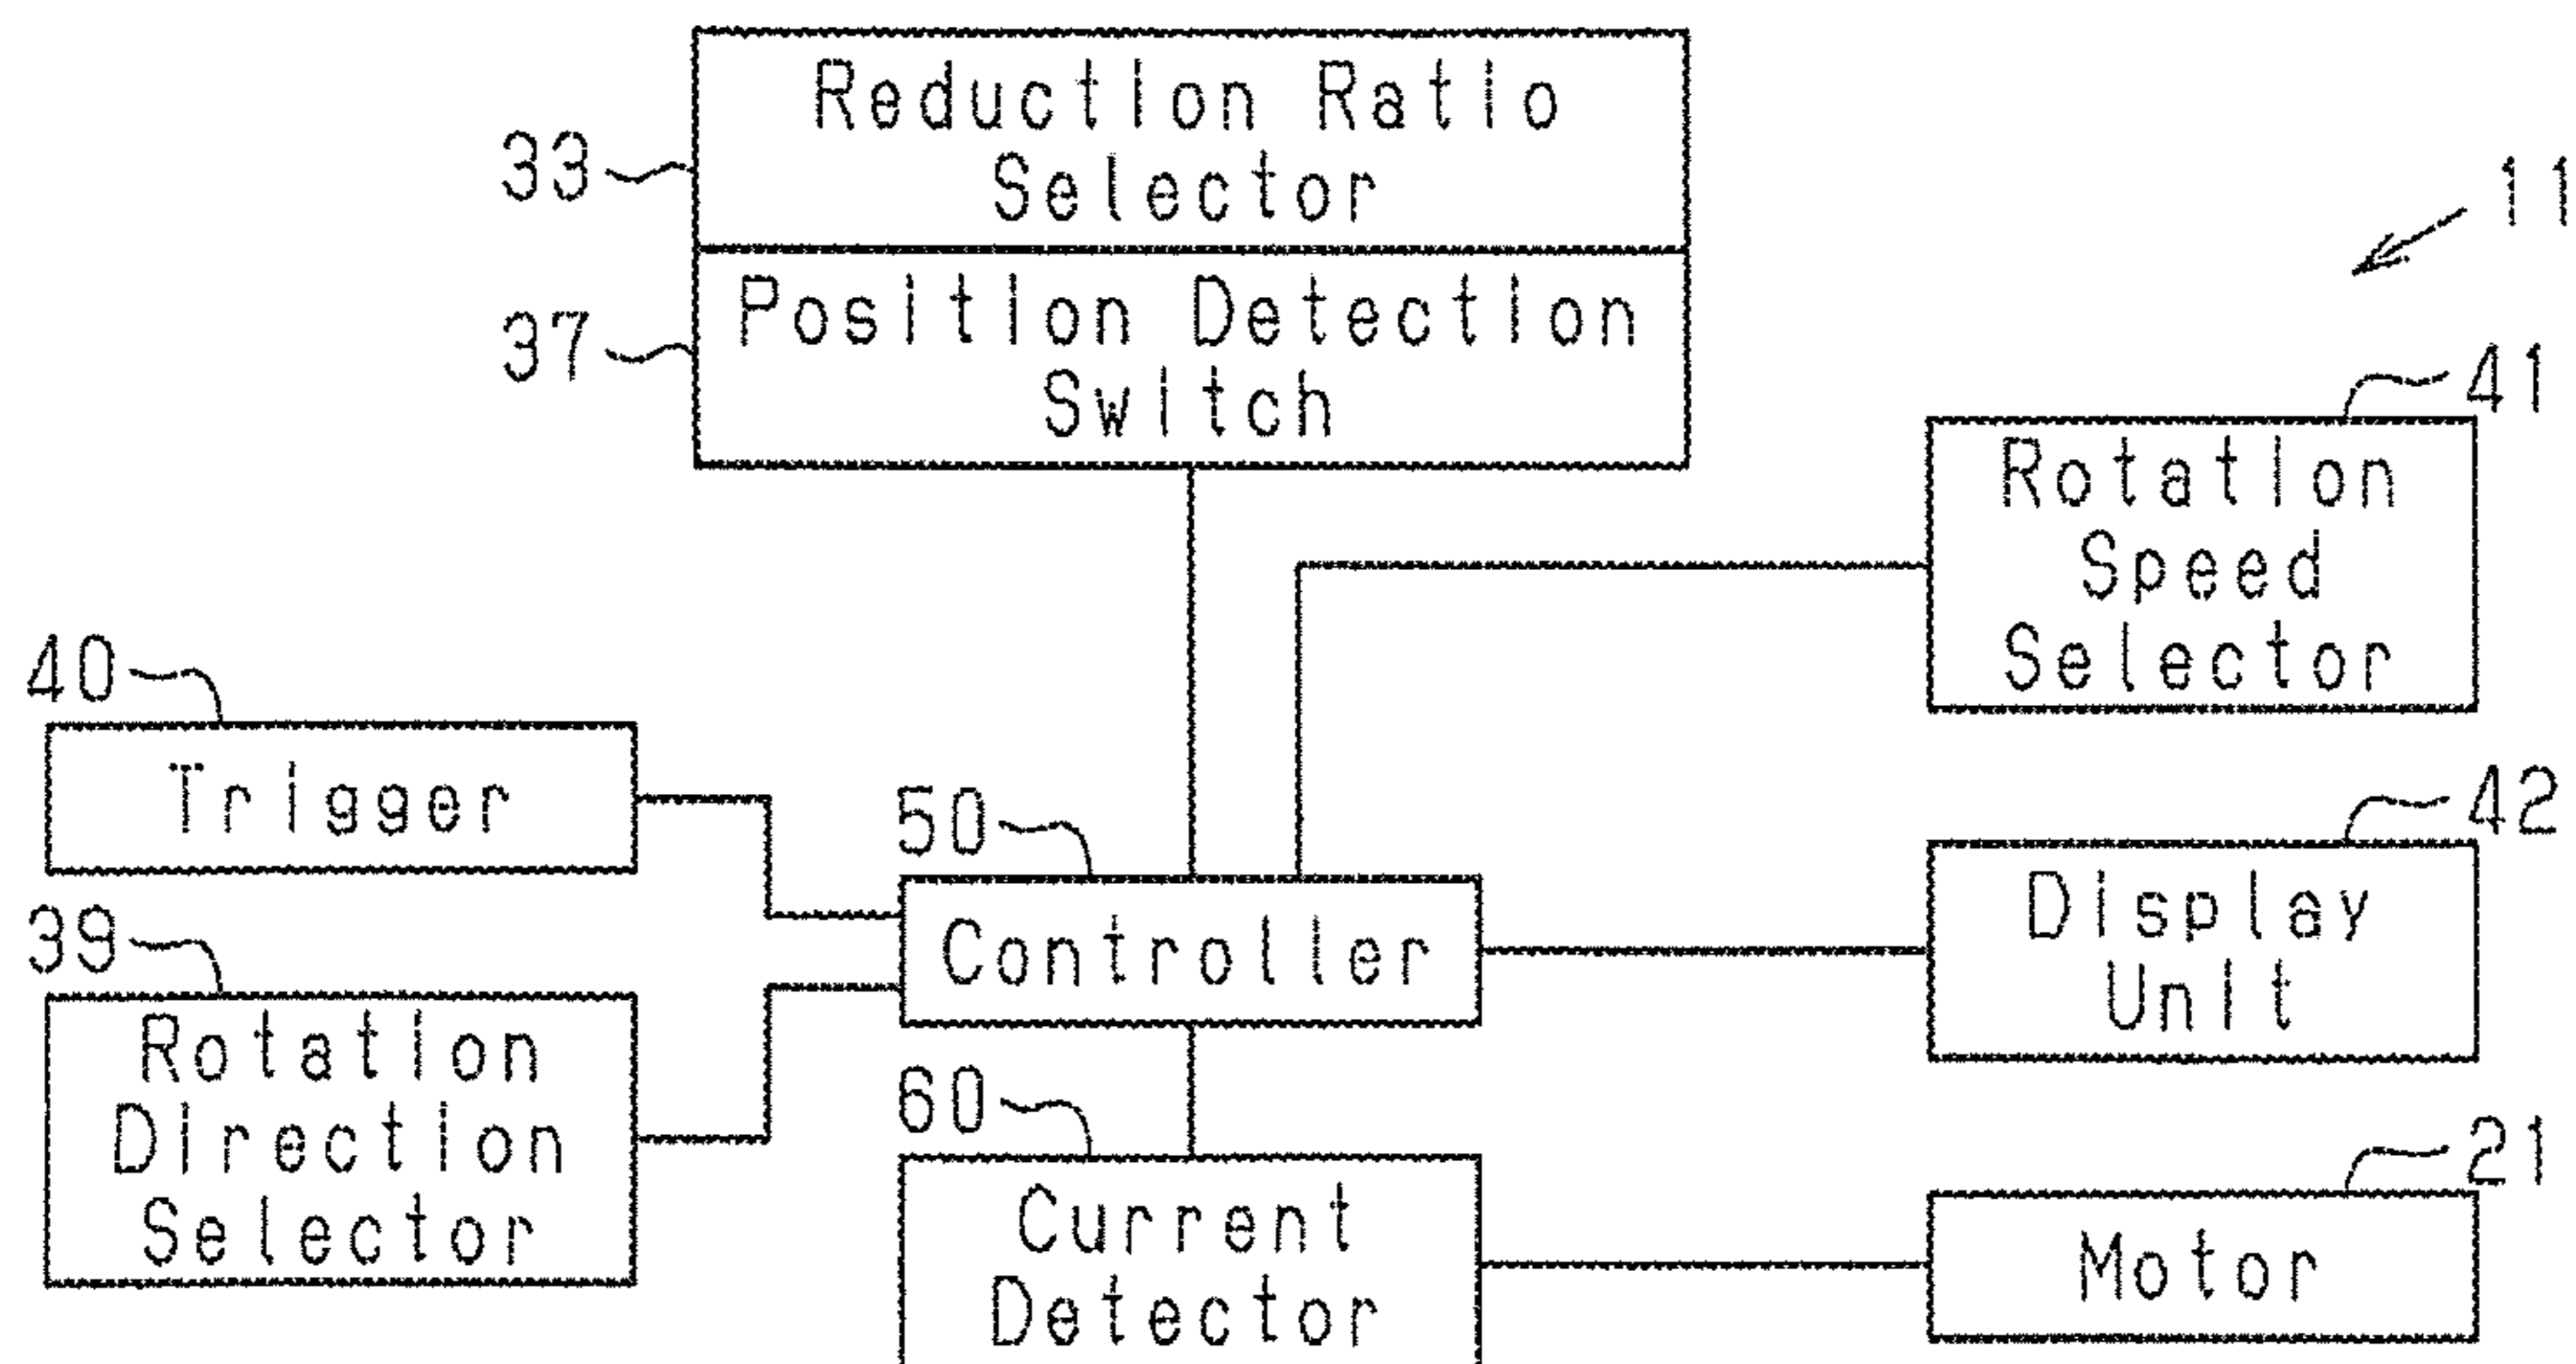 Reduction Ratio
Selector
33
11
Position Detection
Switch
37
41
Rotation
Speed
Selector
40
Trigger
50
Controller
42
Display
Unit
39
Rotation
Direction
Selector
60
Current
Detector
21
Motor